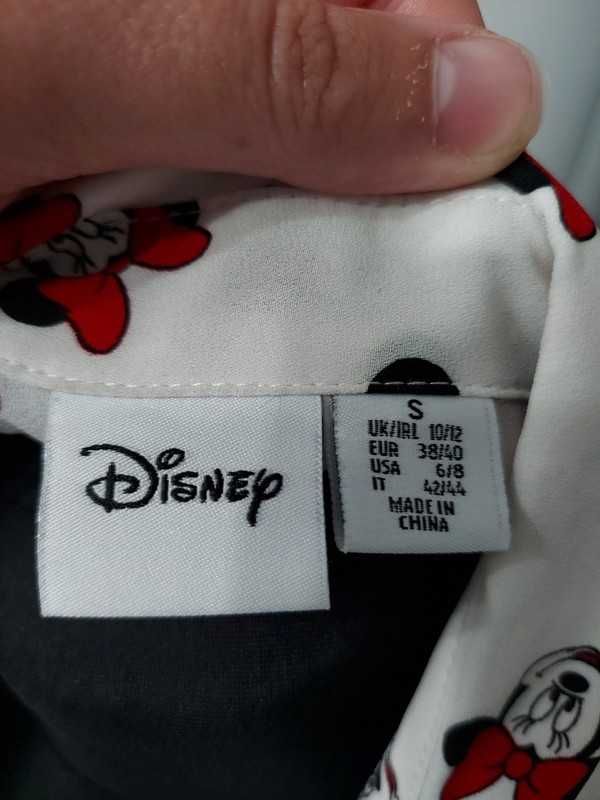 Disney
S
UK/IRL 10/12
EUR 38/40
USA 6/8
IT 42/44
MADE IN
CHINA